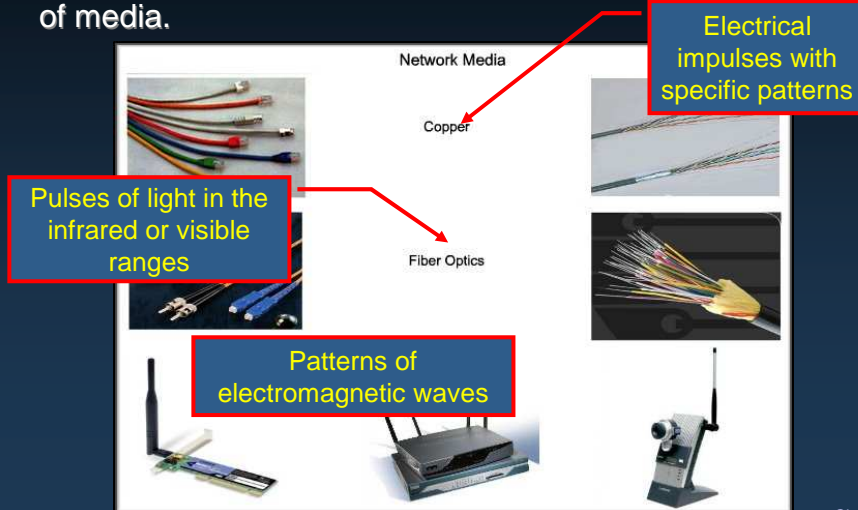 of media.
Electrical
impulses with
specific patterns
Network Media
Copper
Pulses of light in the
infrared or visible
ranges
Fiber Optics
Patterns of
electromagnetic waves